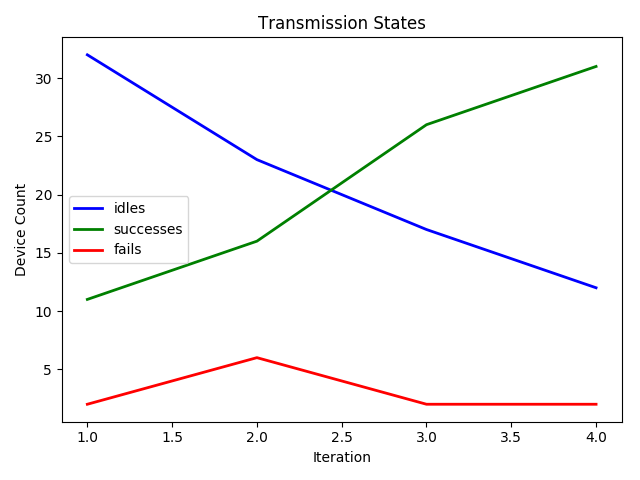 Transmission States
Device Count
30
25
20
15
10
5
idles
successes
fails
1.0 1.5 2.0 2.5 3.0 3.5 4.0
Iteration